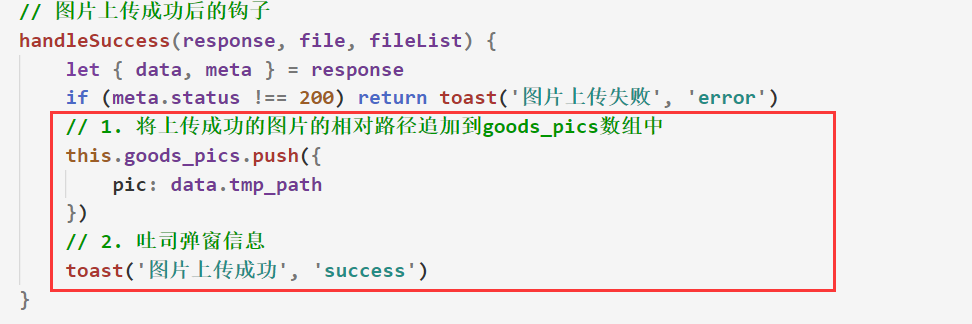 // 图片上传成功后的钩子
handleSuccess(response, file, fileList) {
    let { data, meta } = response
    if (meta.status !== 200) return toast('图片上传失败', 'error')
    // 1. 将上传成功的图片的相对路径追加到goods_pics数组中
    this.goods_pics.push({
        pic: data.tmp_path
    })
    // 2. 吐司弹窗信息
    toast('图片上传成功', 'success')
}